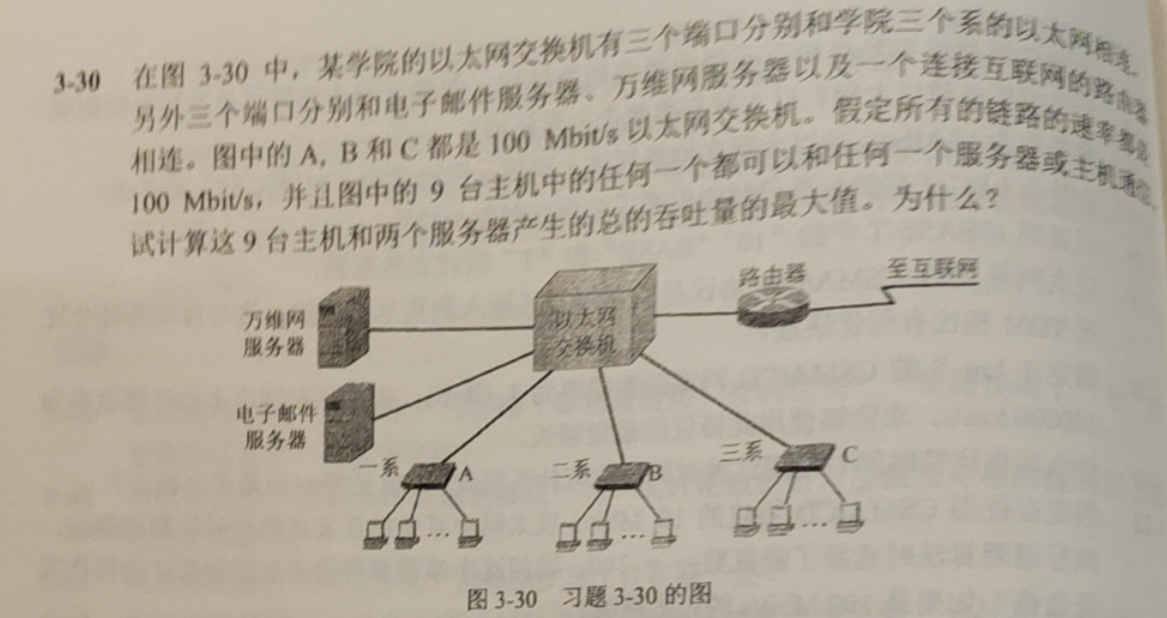 3-30 在图 3-30 中，某学院的以太网交换机有三个端口分别和学院三个系的以太网相连，
另外三个端口分别和电子邮件服务器、万维网服务器以及一个连接互联网的路由器
相连。图中的 A, B 和 C 都是 100 Mbit/s 以太网交换机。假定所有的链路的速率都是
100 Mbit/s，并且图中的 9 台主机中的任何一个都可以和任何一个服务器或主机通信。
试计算这 9 台主机和两个服务器产生的总的吞吐量的最大值。为什么？
路由器
至互联网
万维网
服务器
以太网
交换机
电子邮件
服务器
一系 A
二系 B
三系 C
...
...
...
图 3-30 习题 3-30 的图